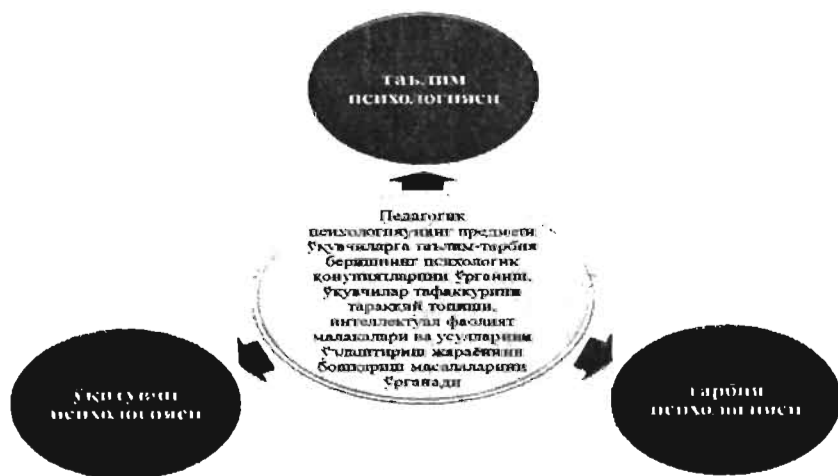 таълим
психологияси
Педагогик
психологиянинг предмети
ўқувчиларга таълим-тарбия
беришнинг психологик
қонуниятларини ўрганиш,
ўқувчилар тафаккурини
тараққий топиши,
интеллектуал фаолият
малакалари ва усулларини
ўзлаштириш жараёнини
бошқариш масалаларини
ўрганади
ўқитувчи
психологияси
тарбия
психологияси